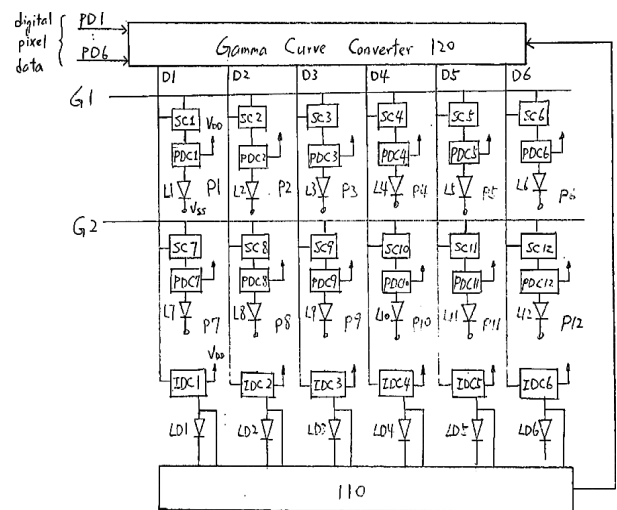 digital pixel data { PD1
PD6
Gamma Curve Converter 120
D1 D2 D3 D4 D5 D6
G1
SC1 SC2 SC3 SC4 SC5 SC6
VDD
PDC1 PDC2 PDC3 PDC4 PDC5 PDC6
L1 P1 L2 P2 L3 P3 L4 P4 L5 P5 L6 P6
VSS
G2
SC7 SC8 SC9 SC10 SC11 SC12
PDC7 PDC8 PDC9 PDC10 PDC11 PDC12
L7 P7 L8 P8 L9 P9 L10 P10 L11 P11 L12 P12
VDD
IDC1 IDC2 IDC3 IDC4 IDC5 IDC6
LD1 LD2 LD3 LD4 LD5 LD6
110